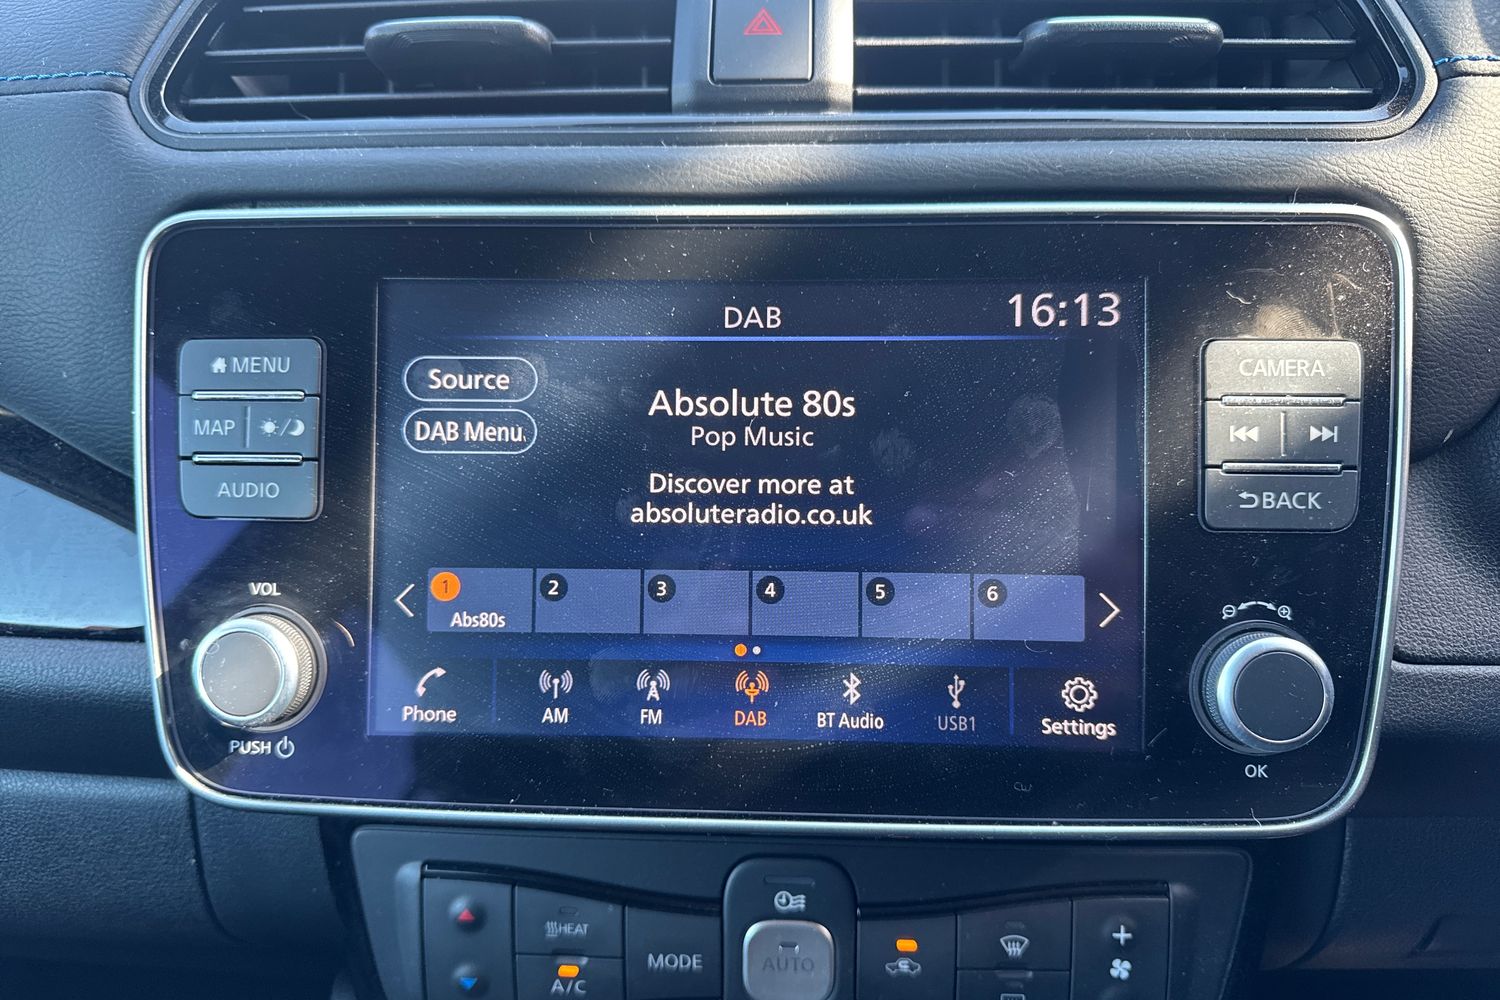 DAB
16:13
MENU
MAP
AUDIO
Source
DAB Menu
Absolute 80s
Pop Music
Discover more at
absoluteradio.co.uk
CAMERA
BACK
1
2
3
4
5
6
Abs80s
VOL
PUSH
Phone
AM
FM
DAB
BT Audio
USB1
Settings
OK
HEAT
A/C
MODE
AUTO